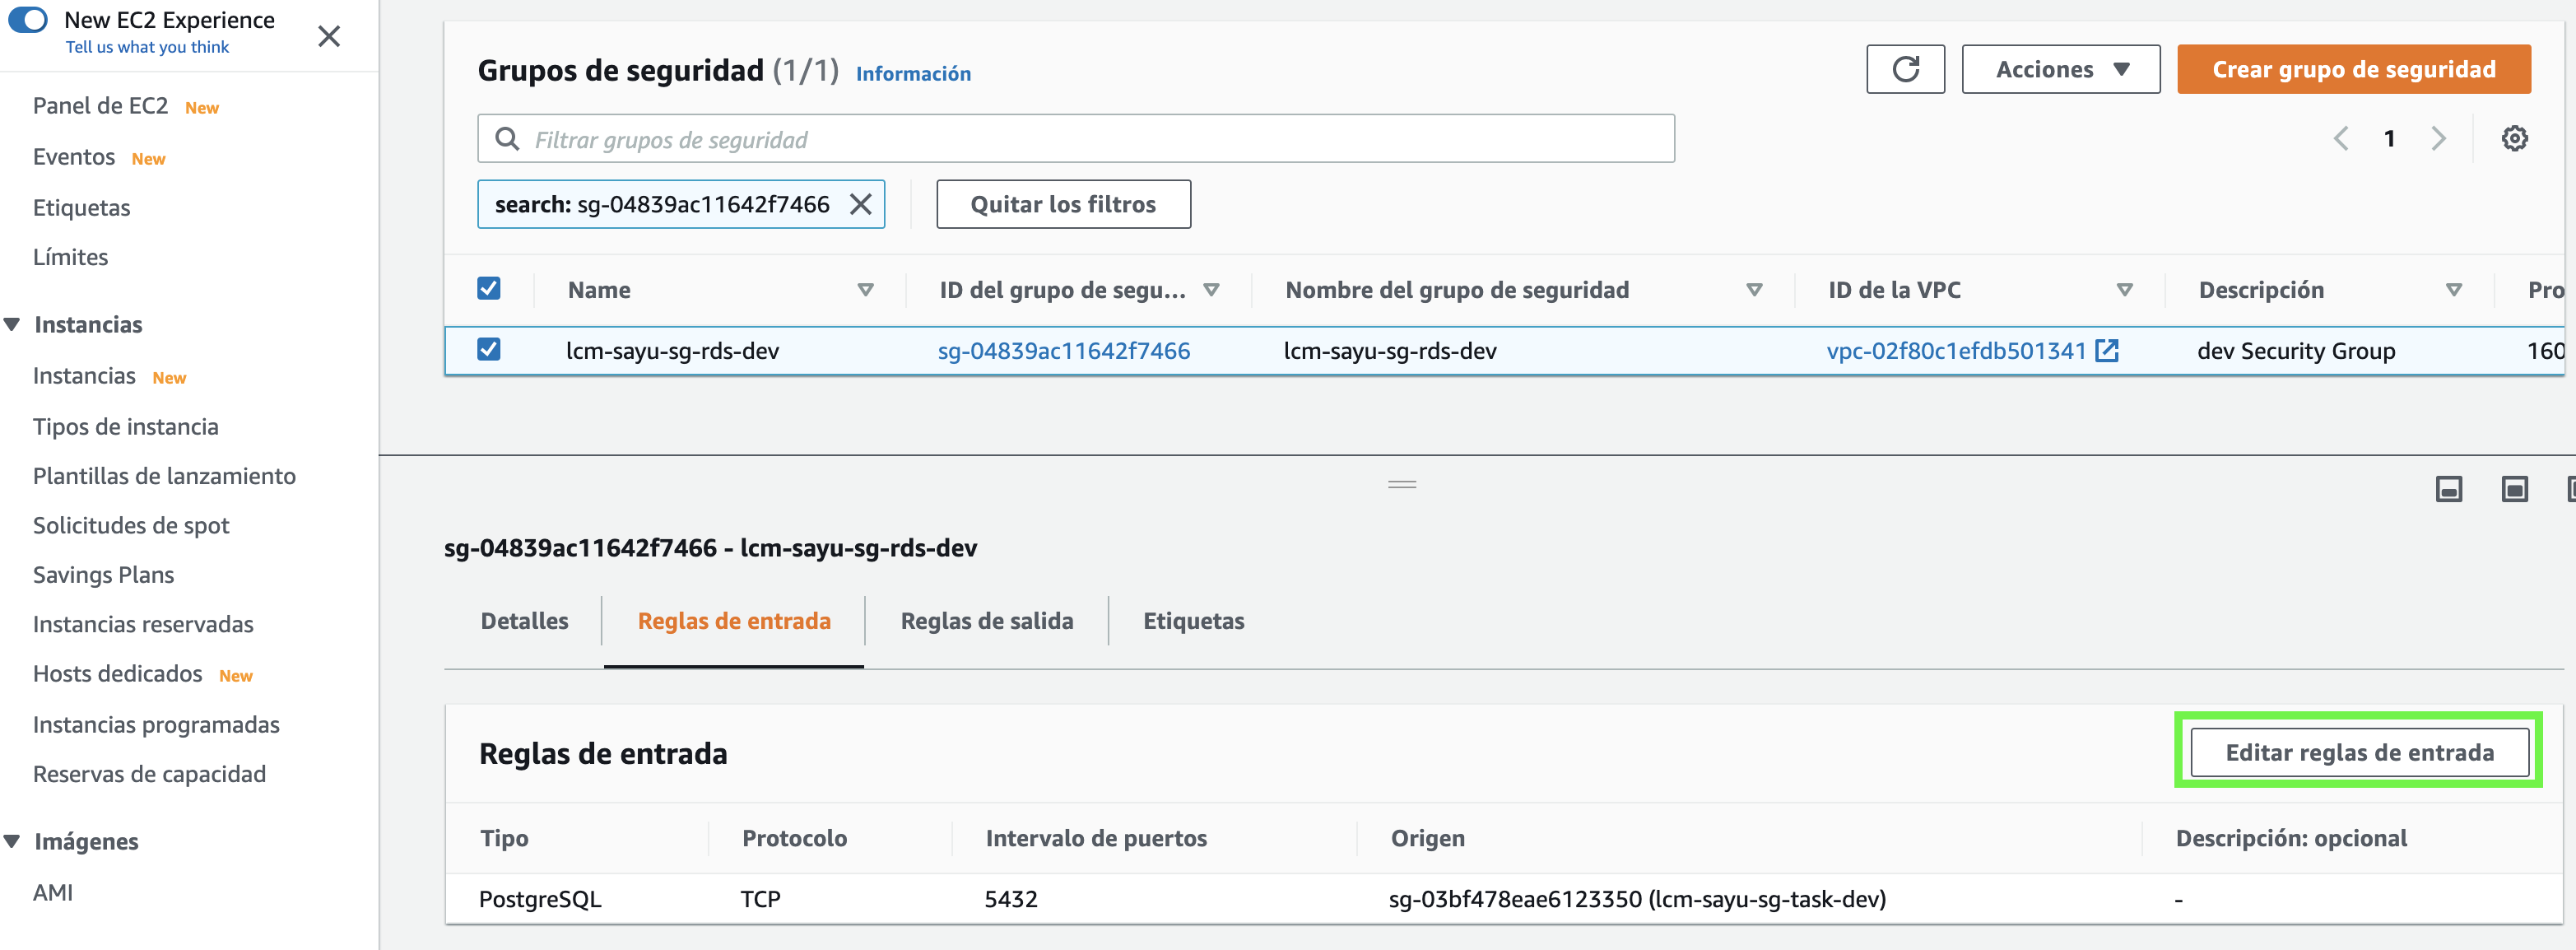 New EC2 Experience
Tell us what you think
Panel de EC2 New
Eventos New
Etiquetas
Límites
Instancias
Instancias New
Tipos de instancia
Plantillas de lanzamiento
Solicitudes de spot
Savings Plans
Instancias reservadas
Hosts dedicados New
Instancias programadas
Reservas de capacidad
Imágenes
AMI
Grupos de seguridad (1/1) Información
Acciones
Crear grupo de seguridad
Filtrar grupos de seguridad
1
search: sg-04839ac11642f7466
Quitar los filtros
Name ID del grupo de segu... Nombre del grupo de seguridad ID de la VPC Descripción Pro
lcm-sayu-sg-rds-dev sg-04839ac11642f7466 lcm-sayu-sg-rds-dev vpc-02f80c1efdb501341 dev Security Group 160
sg-04839ac11642f7466 - lcm-sayu-sg-rds-dev
Detalles Reglas de entrada Reglas de salida Etiquetas
Reglas de entrada
Editar reglas de entrada
Tipo Protocolo Intervalo de puertos Origen Descripción: opcional
PostgreSQL TCP 5432 sg-03bf478eae6123350 (lcm-sayu-sg-task-dev) -